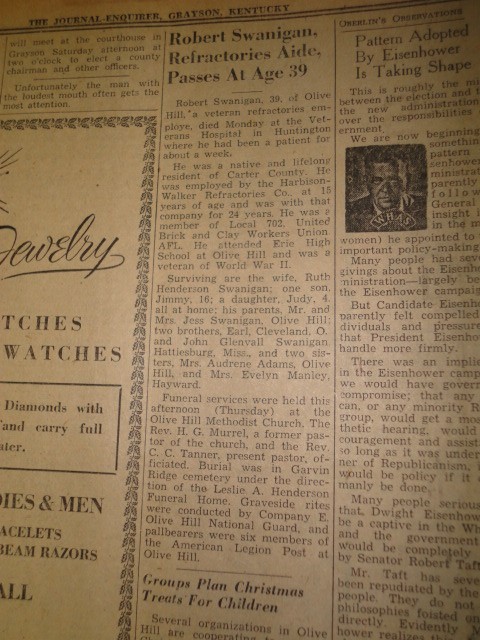 THE JOURNAL-ENQUIRER, GRAYSON, KENTUCKY
will meet at the courthouse in
Grayson Saturday afternoon at
two o'clock to elect a county
chairman and other officers.
Unfortunately the man with
the loudest mouth often gets the
most attention.
Jewelry
TCHES
WATCHES
Diamonds with
and carry full
ater.
DIES & MEN
ACELETS
BEAM RAZORS
ALL
Robert Swanigan,
Refractories Aide,
Passes At Age 39
Robert Swanigan, 39, of Olive
Hill, a veteran refractories em-
ploye, died Monday at the Vet-
erans Hospital in Huntington
where he had been a patient for
about a week.
He was a native and lifelong
resident of Carter County. He
was employed by the Harbison-
Walker Refractories Co., at 15
years of age and was with that
company for 24 years. He was a
member of Local 702, United
Brick and Clay Workers Union
AFL. He attended Erie High
School at Olive Hill and was a
veteran of World War II.
Surviving are the wife, Ruth
Henderson Swanigan; one son,
Jimmy, 16; a daughter, Judy, 4,
all at home; his parents, Mr. and
Mrs. Jess Swanigan, Olive Hill;
two brothers, Earl, Cleveland, O.
and John Glenvall Swanigan,
Hattiesburg, Miss., and two sis-
ters, Mrs. Audrene Adams, Olive
Hill, and Mrs. Evelyn Manley,
Hayward.
Funeral services were held this
afternoon (Thursday) at the
Olive Hill Methodist Church. The
Rev. H. G. Murrel, a former pas-
tor of the church, and the Rev.
C. C. Tanner, present pastor, of-
ficiated. Burial was in Garvin
Ridge cemetery under the direc-
tion of the Leslie. A. Henderson
Funeral Home. Graveside rites
were conducted by Company E,
Olive Hill National Guard, and
pallbearers were six members of
the American Legion Post at
Olive Hill.
Groups Plan Christmas
Treats For Children
Several organizations in Olive
Hill are cooperating
OBERLIN'S OBSERVATIONS
Pattern Adopted
By Eisenhower
Is Taking Shape
This is roughly the
between the election and
the new administration
over the responsibilities
ernment.
We are now beginning
something
pattern
senhower
ministrat
parently
follow
General
insight
WHAS
in the m
women) he appointed to
important policy-making
Many people had seve
givings about the Eisenh
ministration—largely be
the Eisenhower campaig
But Candidate Eisenh
parently felt compelled
dividuals and pressure
that President Eisenho
handle more firmly.
There was an implie
in the Eisenhower camp
we would have govern
compromise; that any
can, or any minority R
group, would get a mo
thetic hearing, would
couragement and assist
so long as it was under
ner of Republicanism,
would be policy if it
manly be done.
Many people seriou
that, Dwight Eisenhow
be a captive in the Wh
and the government
would be completely
by Senator Robert Taft
Mr. Taft has seve
been repudiated by the
people. They do not
philosophies foisted on
directly. Evidently
hower